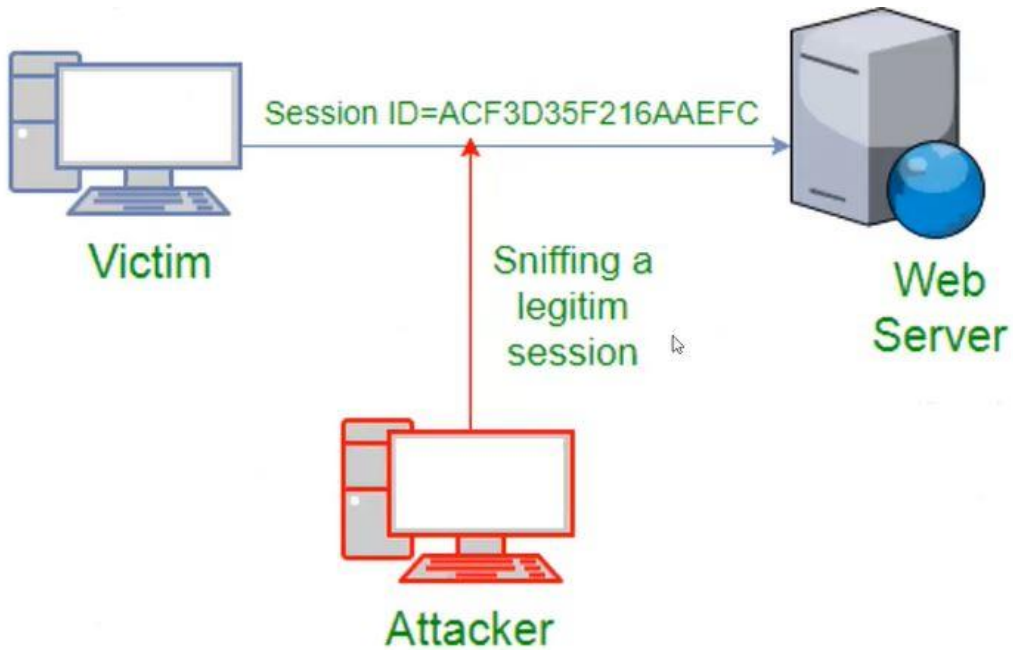 Session ID=ACF3D35F216AAEFC
Victim
Sniffing a
legitim
session
Web
Server
Attacker